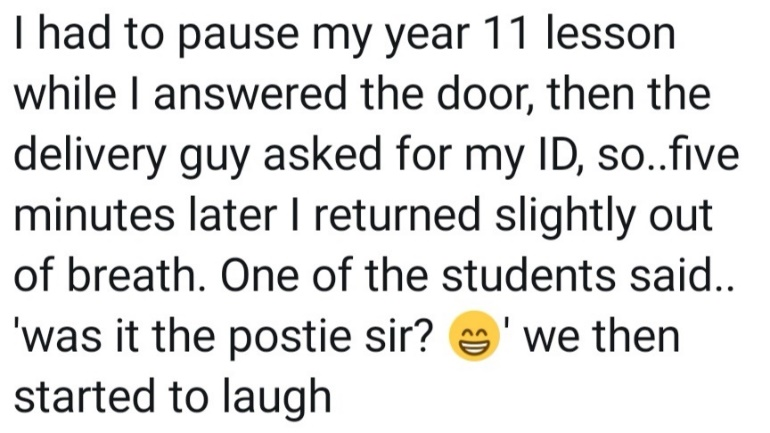 I had to pause my year 11 lesson
while I answered the door, then the
delivery guy asked for my ID, so..five
minutes later I returned slightly out
of breath. One of the students said..
'was it the postie sir? 😁' we then
started to laugh